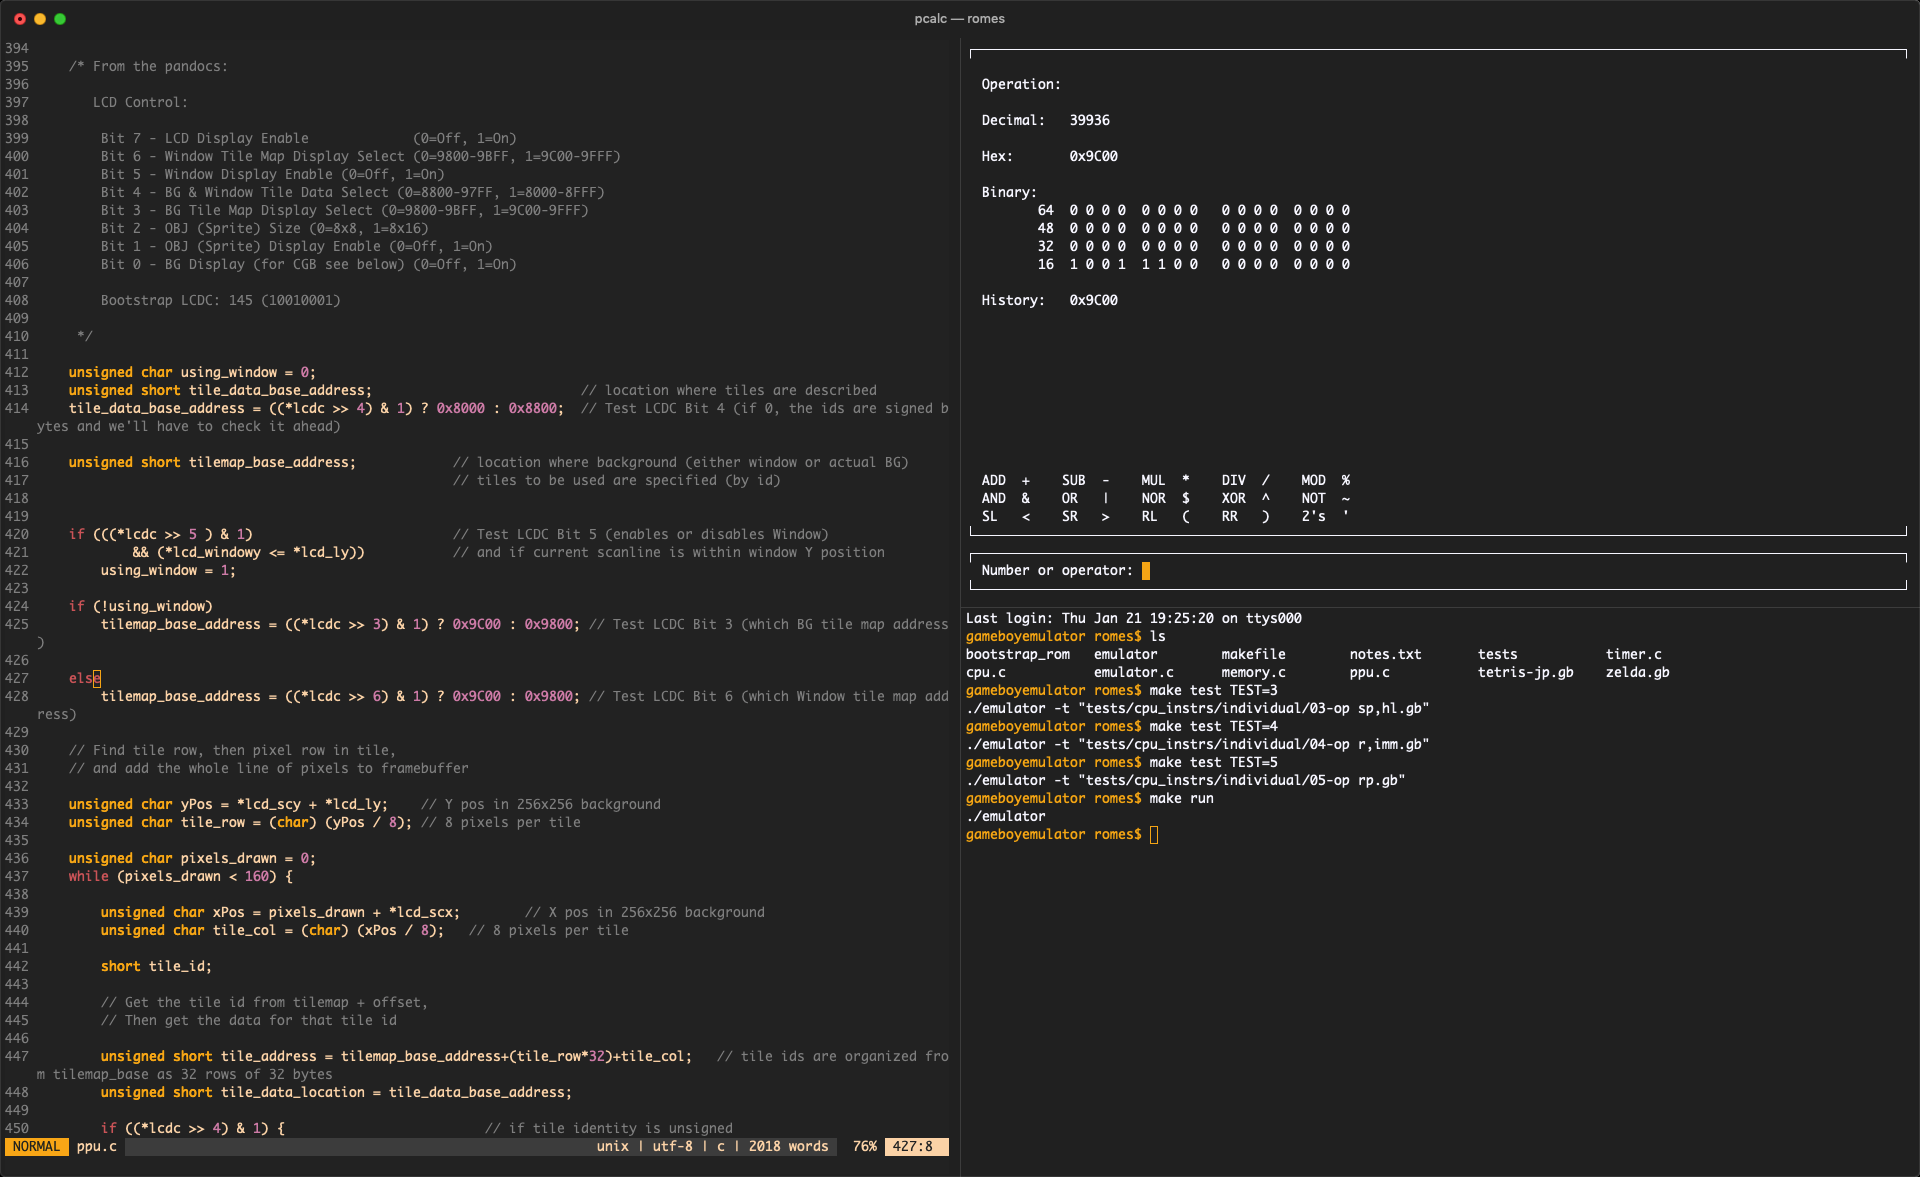 pcalc — romes
394
395 /* From the pandocs:
396
397 LCD Control:
398
399 Bit 7 - LCD Display Enable (0=Off, 1=On)
400 Bit 6 - Window Tile Map Display Select (0=9800-9BFF, 1=9C00-9FFF)
401 Bit 5 - Window Display Enable (0=Off, 1=On)
402 Bit 4 - BG & Window Tile Data Select (0=8800-97FF, 1=8000-8FFF)
403 Bit 3 - BG Tile Map Display Select (0=9800-9BFF, 1=9C00-9FFF)
404 Bit 2 - OBJ (Sprite) Size (0=8x8, 1=8x16)
405 Bit 1 - OBJ (Sprite) Display Enable (0=Off, 1=On)
406 Bit 0 - BG Display (for CGB see below) (0=Off, 1=On)
407
408 Bootstrap LCDC: 145 (10010001)
409
410 */
411
412 unsigned char using_window = 0;
413 unsigned short tile_data_base_address; // location where tiles are described
414 tile_data_base_address = ((*lcdc >> 4) & 1) ? 0x8000 : 0x8800; // Test LCDC Bit 4 (if 0, the ids are signed b
ytes and we'll have to check it ahead)
415
416 unsigned short tilemap_base_address; // location where background (either window or actual BG)
417 // tiles to be used are specified (by id)
418
419
420 if (((*lcdc >> 5 ) & 1) // Test LCDC Bit 5 (enables or disables Window)
421 && (*lcd_windowy <= *lcd_ly)) // and if current scanline is within window Y position
422 using_window = 1;
423
424 if (!using_window)
425 tilemap_base_address = ((*lcdc >> 3) & 1) ? 0x9C00 : 0x9800; // Test LCDC Bit 3 (which BG tile map address
)
426
427 else
428 tilemap_base_address = ((*lcdc >> 6) & 1) ? 0x9C00 : 0x9800; // Test LCDC Bit 6 (which Window tile map add
ress)
429
430 // Find tile row, then pixel row in tile,
431 // and add the whole line of pixels to framebuffer
432
433 unsigned char yPos = *lcd_scy + *lcd_ly; // Y pos in 256x256 background
434 unsigned char tile_row = (char) (yPos / 8); // 8 pixels per tile
435
436 unsigned char pixels_drawn = 0;
437 while (pixels_drawn < 160) {
438
439 unsigned char xPos = pixels_drawn + *lcd_scx; // X pos in 256x256 background
440 unsigned char tile_col = (char) (xPos / 8); // 8 pixels per tile
441
442 short tile_id;
443
444 // Get the tile id from tilemap + offset,
445 // Then get the data for that tile id
446
447 unsigned short tile_address = tilemap_base_address+(tile_row*32)+tile_col; // tile ids are organized fro
m tilemap_base as 32 rows of 32 bytes
448 unsigned short tile_data_location = tile_data_base_address;
449
450 if ((*lcdc >> 4) & 1) { // if tile identity is unsigned
NORMAL ppu.c unix | utf-8 | c | 2018 words 76% 427:8
Operation:
Decimal: 39936
Hex: 0x9C00
Binary:
64 0 0 0 0 0 0 0 0 0 0 0 0 0 0 0 0
48 0 0 0 0 0 0 0 0 0 0 0 0 0 0 0 0
32 0 0 0 0 0 0 0 0 0 0 0 0 0 0 0 0
16 1 0 0 1 1 1 0 0 0 0 0 0 0 0 0 0
History: 0x9C00
ADD + SUB - MUL * DIV / MOD %
AND & OR | NOR $ XOR ^ NOT ~
SL < SR > RL ( RR ) 2's '
Number or operator:
Last login: Thu Jan 21 19:25:20 on ttys000
gameboyemulator romes$ ls
bootstrap_rom emulator makefile notes.txt tests timer.c
cpu.c emulator.c memory.c ppu.c tetris-jp.gb zelda.gb
gameboyemulator romes$ make test TEST=3
./emulator -t "tests/cpu_instrs/individual/03-op sp,hl.gb"
gameboyemulator romes$ make test TEST=4
./emulator -t "tests/cpu_instrs/individual/04-op r,imm.gb"
gameboyemulator romes$ make test TEST=5
./emulator -t "tests/cpu_instrs/individual/05-op rp.gb"
gameboyemulator romes$ make run
./emulator
gameboyemulator romes$